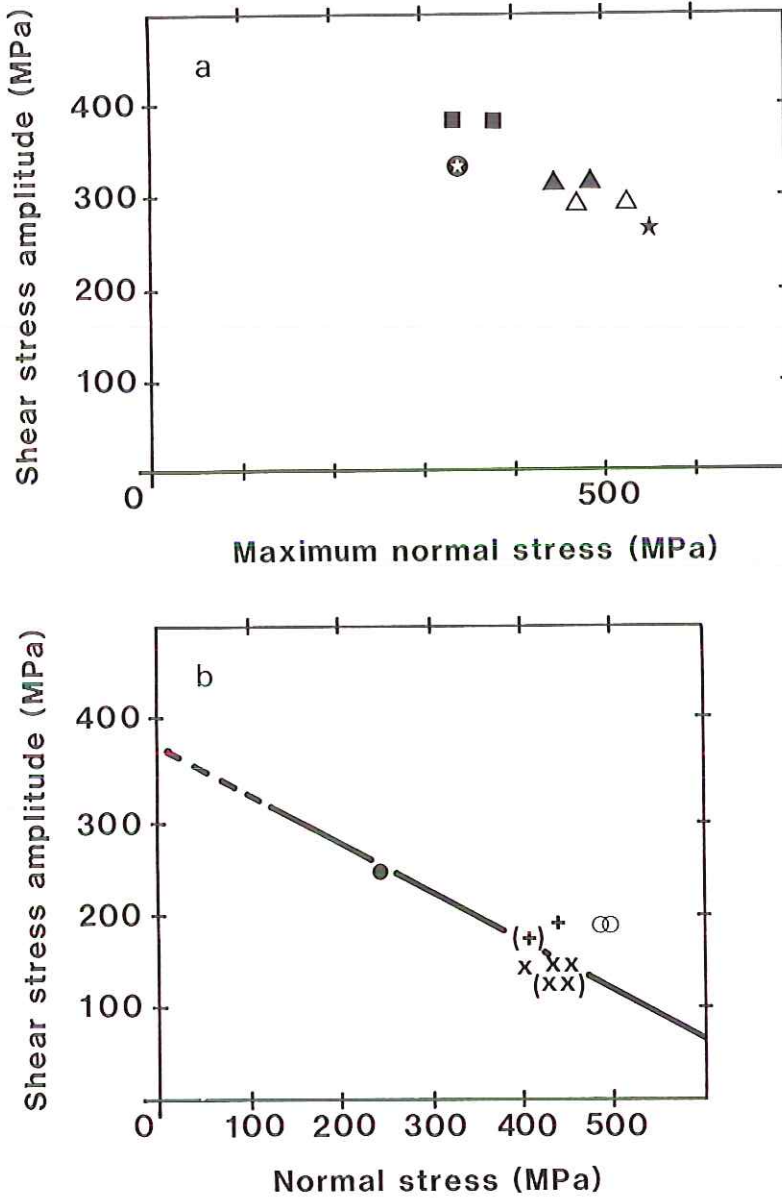 a
Shear stress amplitude (MPa)
400
300
200
100
0
500
Maximum normal stress (MPa)
b
Shear stress amplitude (MPa)
400
300
200
100
(+) +
x x x
(x x)
0 100 200 300 400 500
Normal stress (MPa)